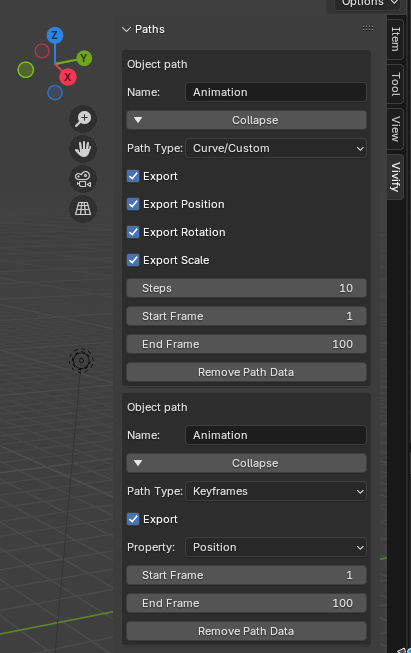 Options
Z
Y
X
Paths
Item
Tool
View
Vivify
Object path
Name: Animation
Collapse
Path Type: Curve/Custom
Export
Export Position
Export Rotation
Export Scale
Steps 10
Start Frame 1
End Frame 100
Remove Path Data
Object path
Name: Animation
Collapse
Path Type: Keyframes
Export
Property: Position
Start Frame 1
End Frame 100
Remove Path Data